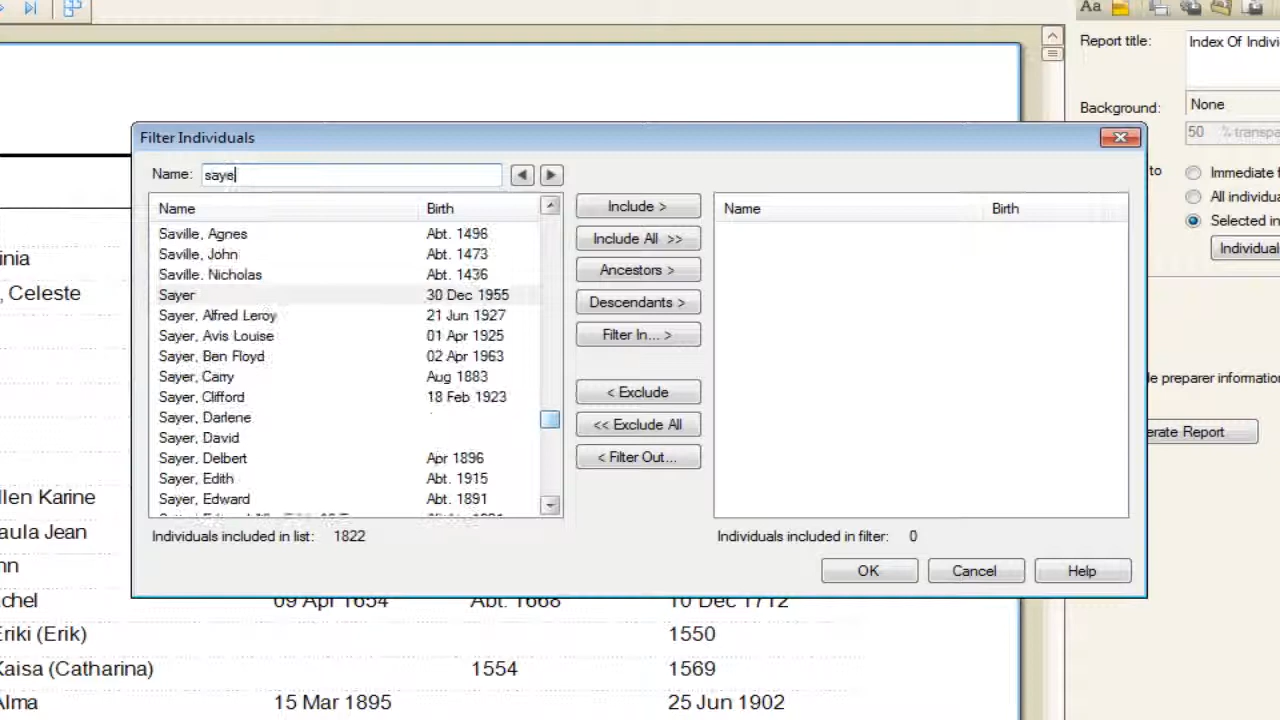 Aa
Report title:
Index Of Indivi
Background:
None
50 % transpa
to
Immediate f
All individua
Selected in
Individual
Filter Individuals
Name: saye
Name Birth
Saville, Agnes Abt. 1496
Saville, John Abt. 1473
Saville, Nicholas Abt. 1436
Sayer 30 Dec 1955
Sayer, Alfred Leroy 21 Jun 1927
Sayer, Avis Louise 01 Apr 1925
Sayer, Ben Floyd 02 Apr 1963
Sayer, Carry Aug 1883
Sayer, Clifford 18 Feb 1923
Sayer, Darlene
Sayer, David
Sayer, Delbert Apr 1896
Sayer, Edith Abt. 1915
Sayer, Edward Abt. 1891
Individuals included in list: 1822
Include >
Include All >>
Ancestors >
Descendants >
Filter In... >
< Exclude
<< Exclude All
< Filter Out...
Name Birth
Individuals included in filter: 0
OK Cancel Help
le preparer information
erate Report
inia
, Celeste
llen Karine
aula Jean
nn
chel 09 Apr 1654 Abt. 1668 10 Dec 1712
Eriki (Erik) 1550
Kaisa (Catharina) 1554 1569
Alma 15 Mar 1895 25 Jun 1902